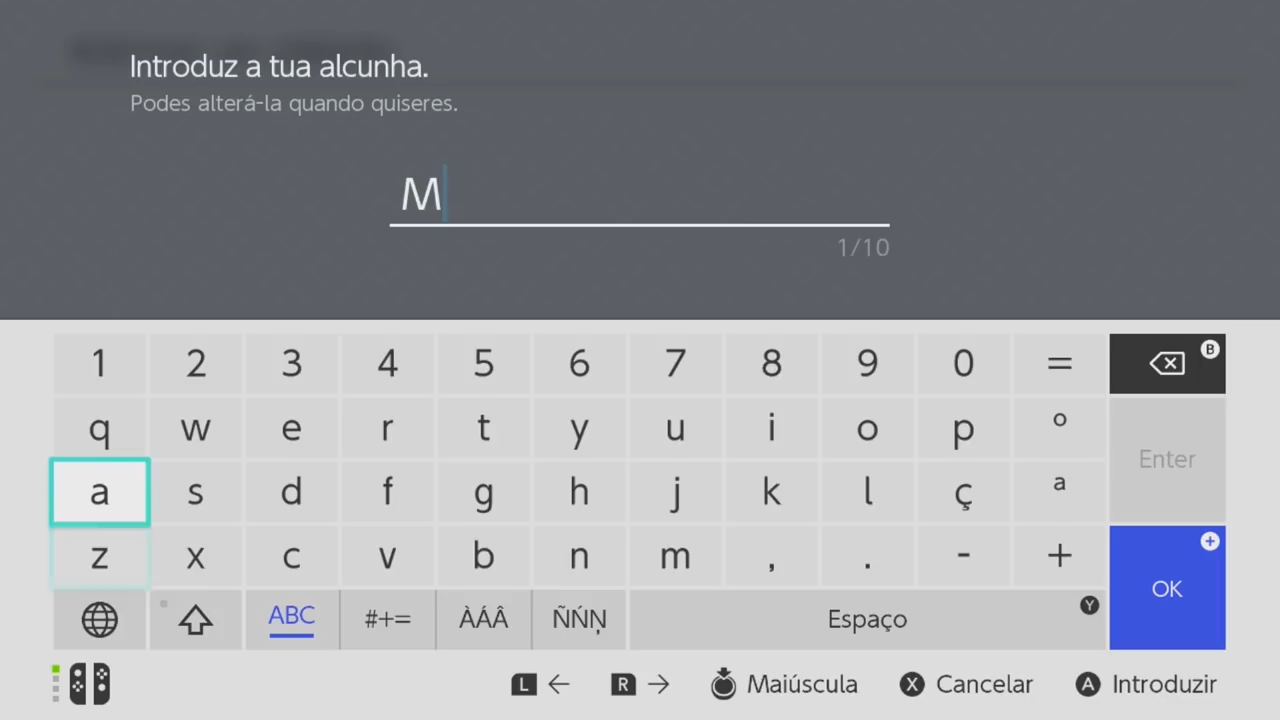 Introduz a tua alcunha.
Podes alterá-la quando quiseres.
M
1/10
1 2 3 4 5 6 7 8 9 0 = B
q w e r t y u i o p º Enter
a s d f g h j k l ç ª
z x c v b n m , . - + +
OK
ABC #+= ÀÁÂ ÑŃŅ Espaço Y
L ← R → Maiúscula X Cancelar A Introduzir